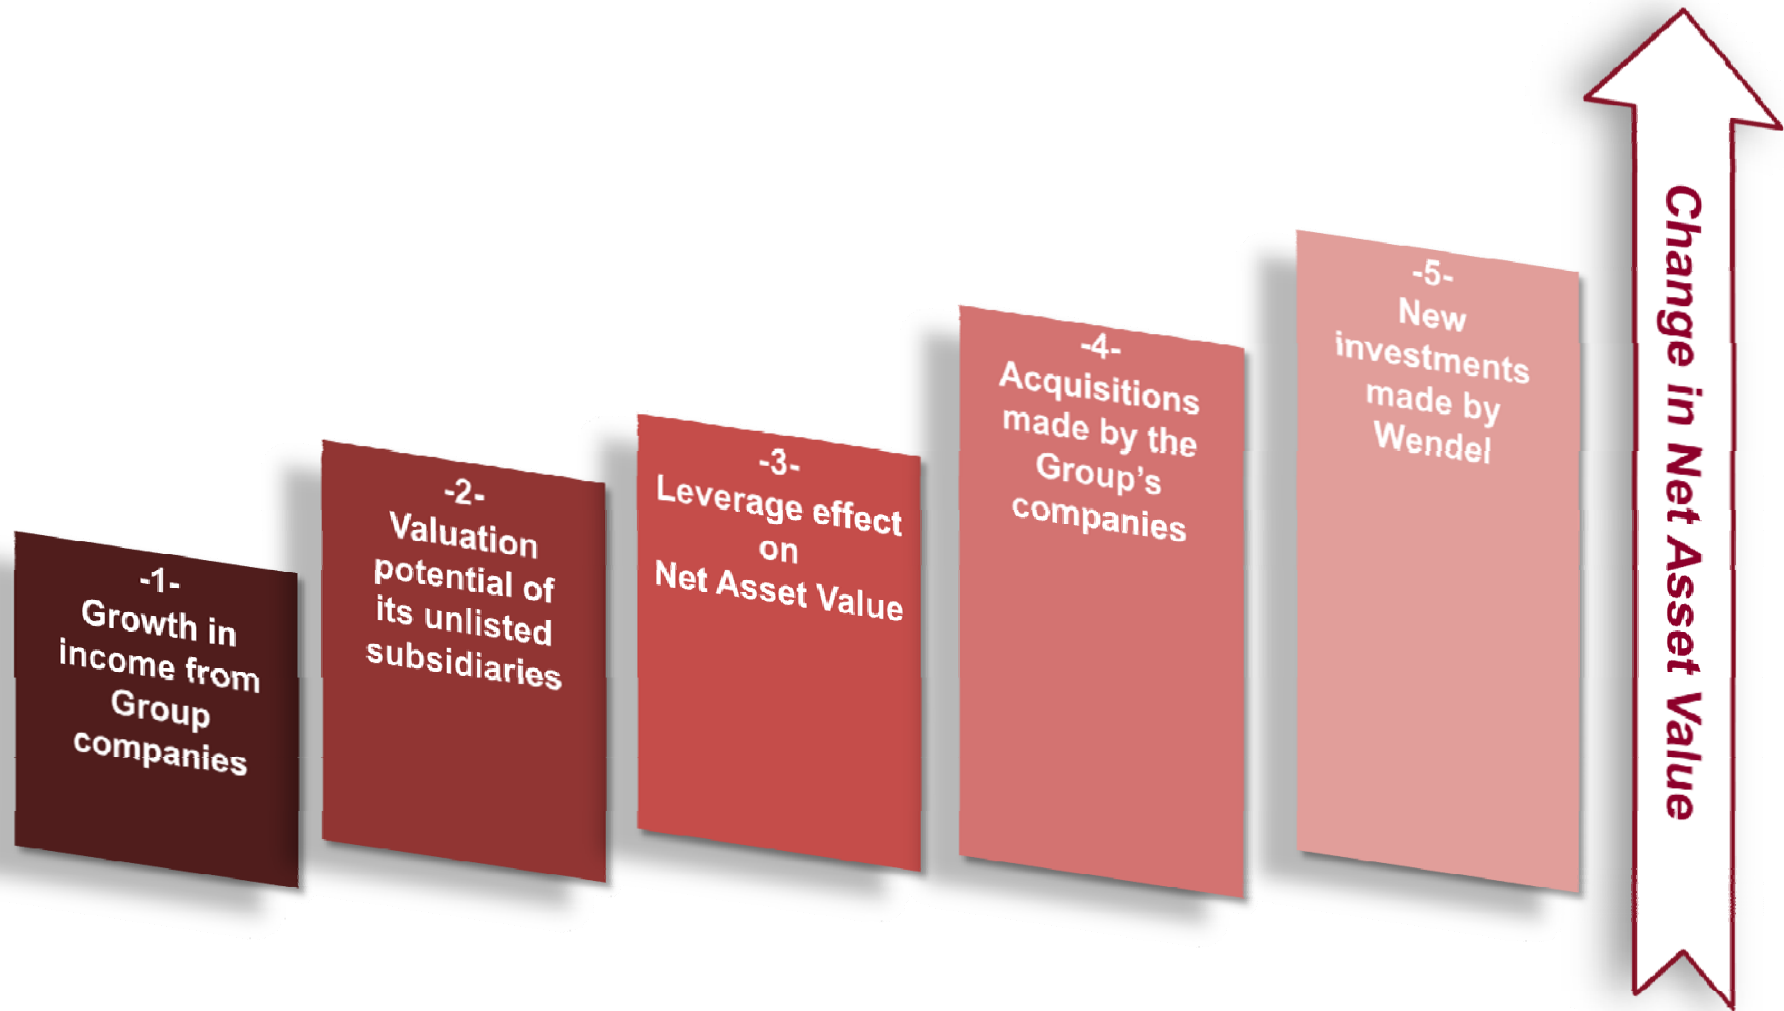 -1-
Growth in
income from
Group
companies
-2-
Valuation
potential of
its unlisted
subsidiaries
-3-
Leverage effect
on
Net Asset Value
-4-
Acquisitions
made by the
Group’s
companies
-5-
New
investments
made by
Wendel
Change in Net Asset Value